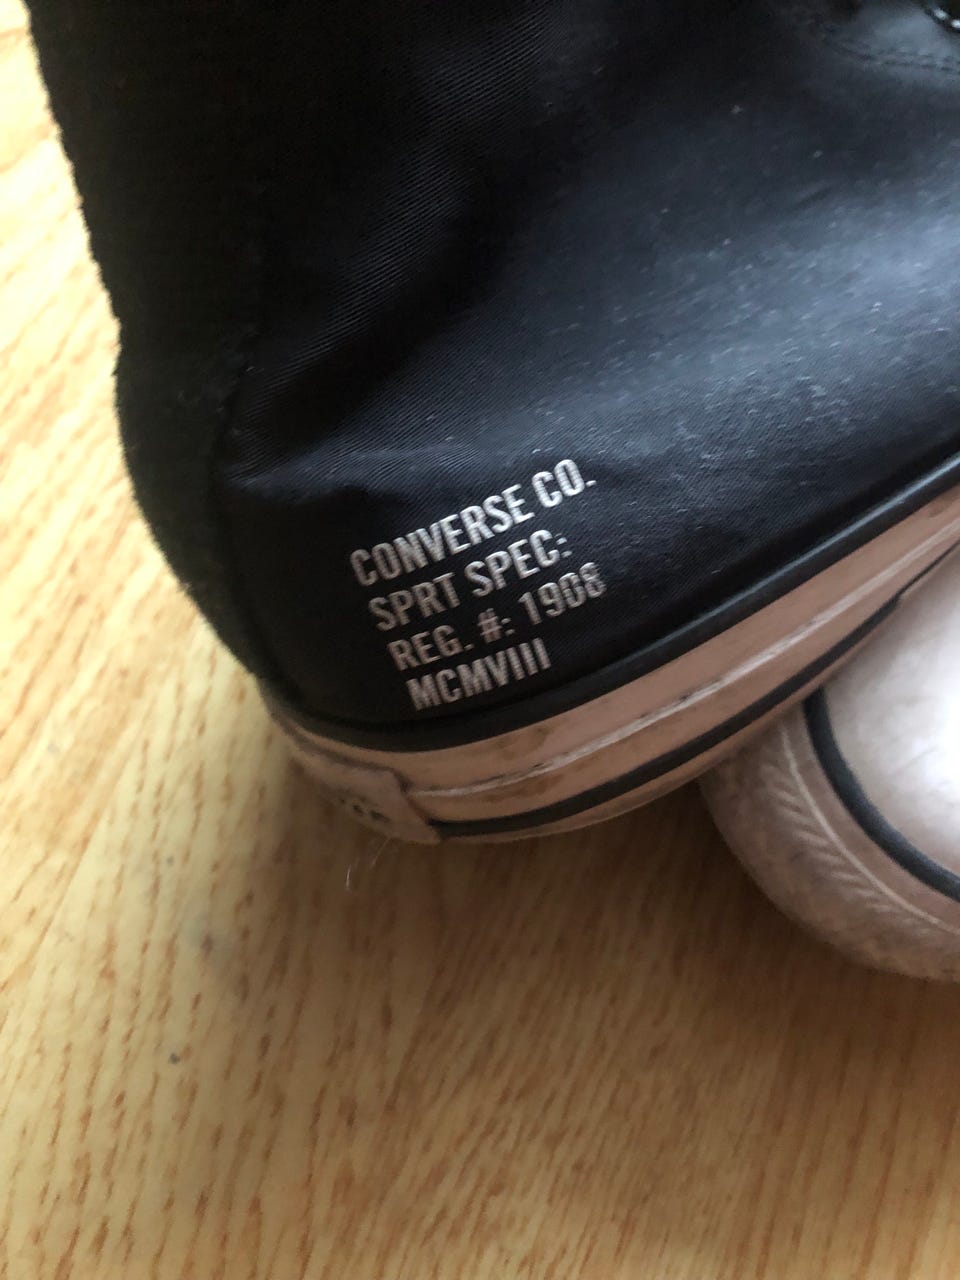 CONVERSE CO.
SPRT SPEC:
REG. #: 1908
MCMVIII